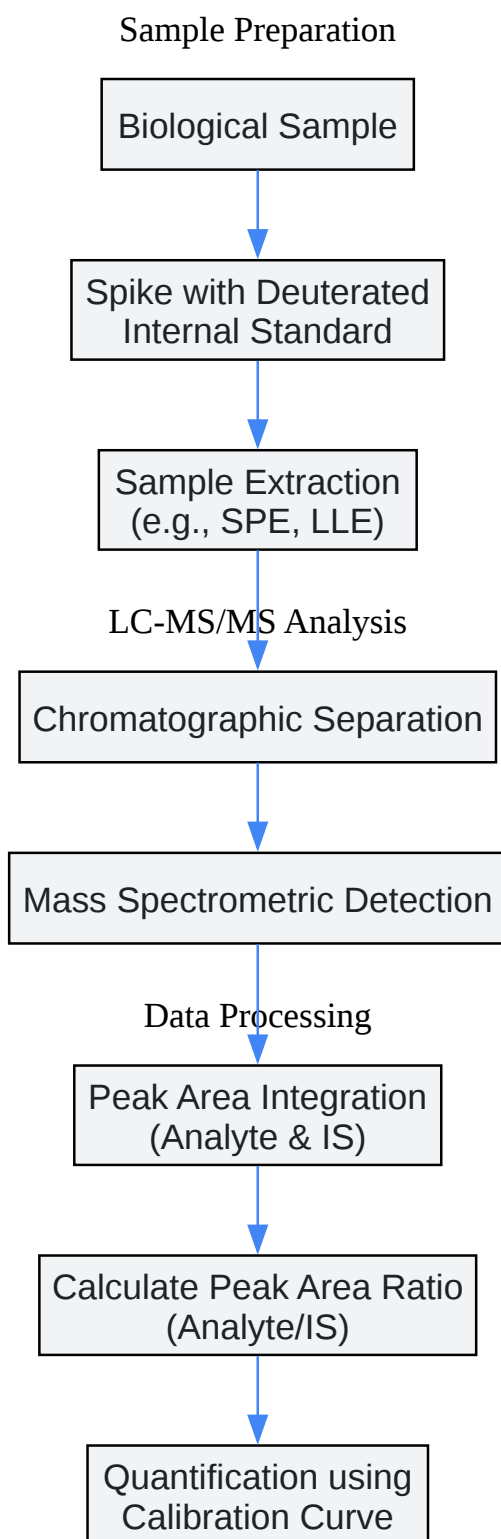 Sample Preparation
Biological Sample
Spike with Deuterated
Internal Standard
Sample Extraction
(e.g., SPE, LLE)
LC-MS/MS Analysis
Chromatographic Separation
Mass Spectrometric Detection
Data Processing
Peak Area Integration
(Analyte & IS)
Calculate Peak Area Ratio
(Analyte/IS)
Quantification using
Calibration Curve